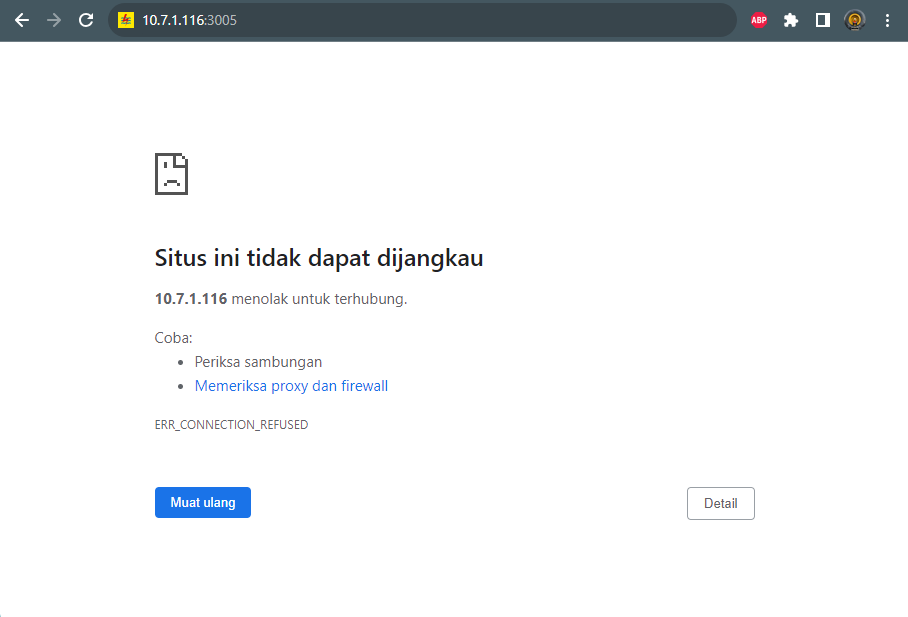 10.7.1.116:3005
ABP
Situs ini tidak dapat dijangkau
10.7.1.116 menolak untuk terhubung.
Coba:
• Periksa sambungan
• Memeriksa proxy dan firewall
ERR_CONNECTION_REFUSED
Muat ulang
Detail